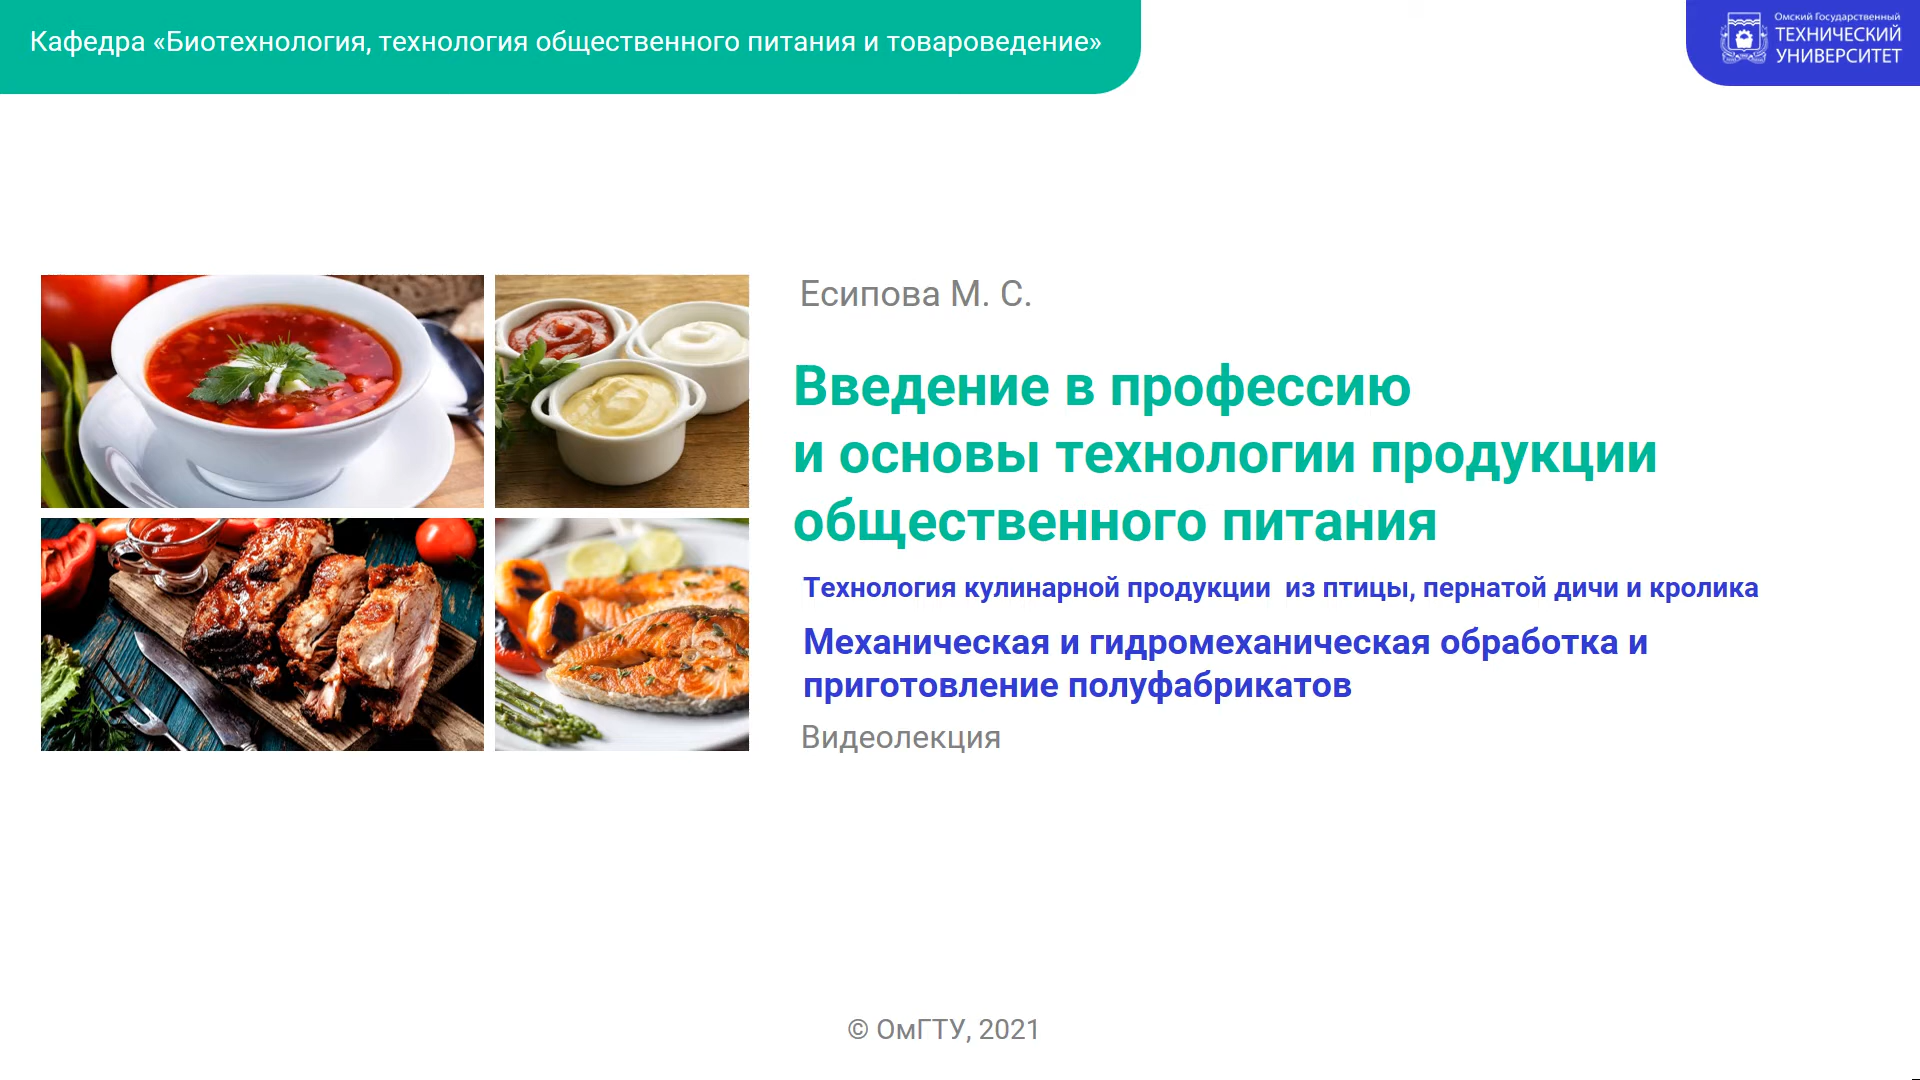 Кафедра «Биотехнология, технология общественного питания и товароведение»
Омский Государственный
ТЕХНИЧЕСКИЙ
УНИВЕРСИТЕТ
Есипова М. С.
Введение в профессию
и основы технологии продукции
общественного питания
Технология кулинарной продукции из птицы, пернатой дичи и кролика
Механическая и гидромеханическая обработка и
приготовление полуфабрикатов
Видеолекция
© ОмГТУ, 2021